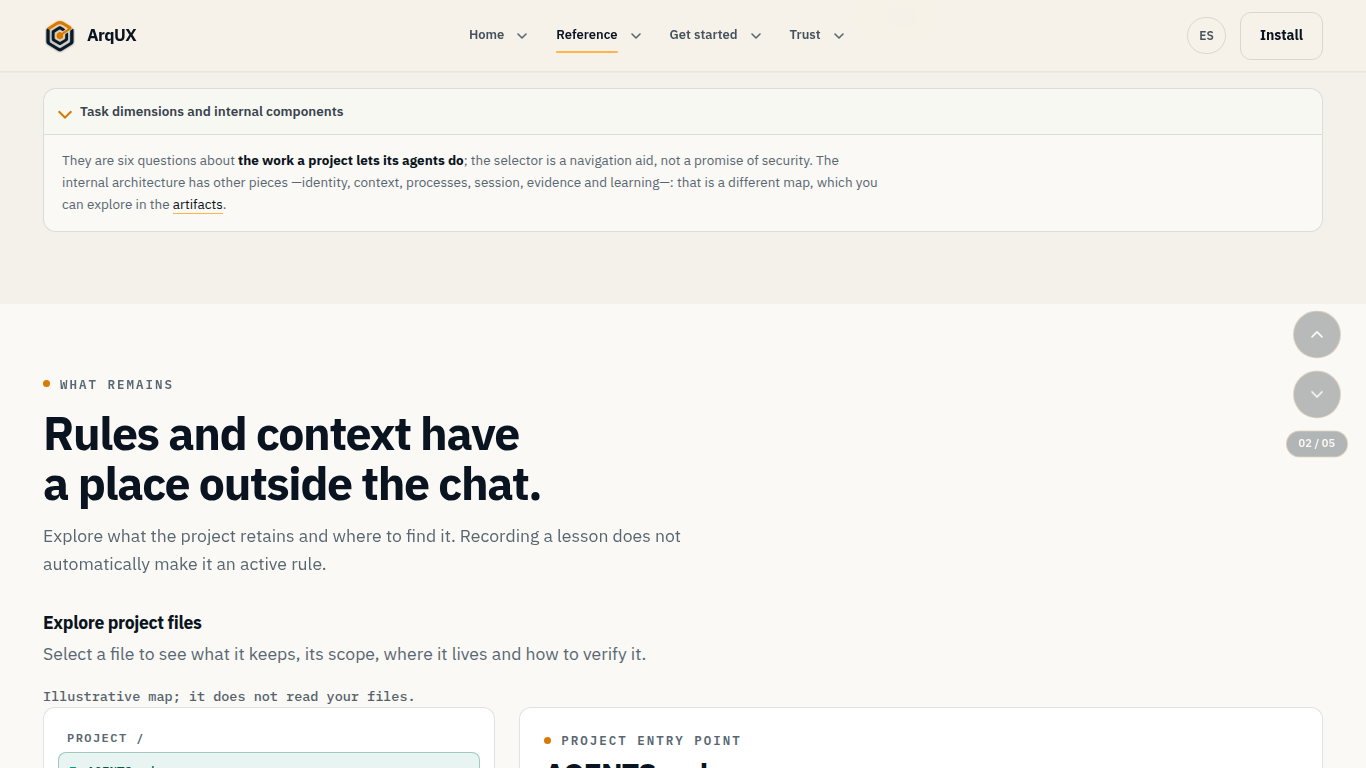 ArqUX
Home
Reference
Get started
Trust
ES
Install
Task dimensions and internal components
They are six questions about the work a project lets its agents do; the selector is a navigation aid, not a promise of security. The
internal architecture has other pieces —identity, context, processes, session, evidence and learning—: that is a different map, which you
can explore in the artifacts.
WHAT REMAINS
Rules and context have
a place outside the chat.
Explore what the project retains and where to find it. Recording a lesson does not
automatically make it an active rule.
02 / 05
Explore project files
Select a file to see what it keeps, its scope, where it lives and how to verify it.
Illustrative map; it does not read your files.
PROJECT /
PROJECT ENTRY POINT